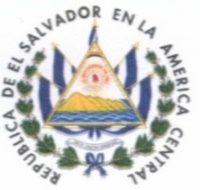 REPUBLICA DE EL SALVADOR EN LA AMERICA CENTRAL